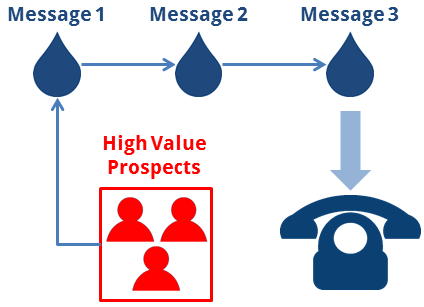 Message 1
Message 2
Message 3
High Value
Prospects